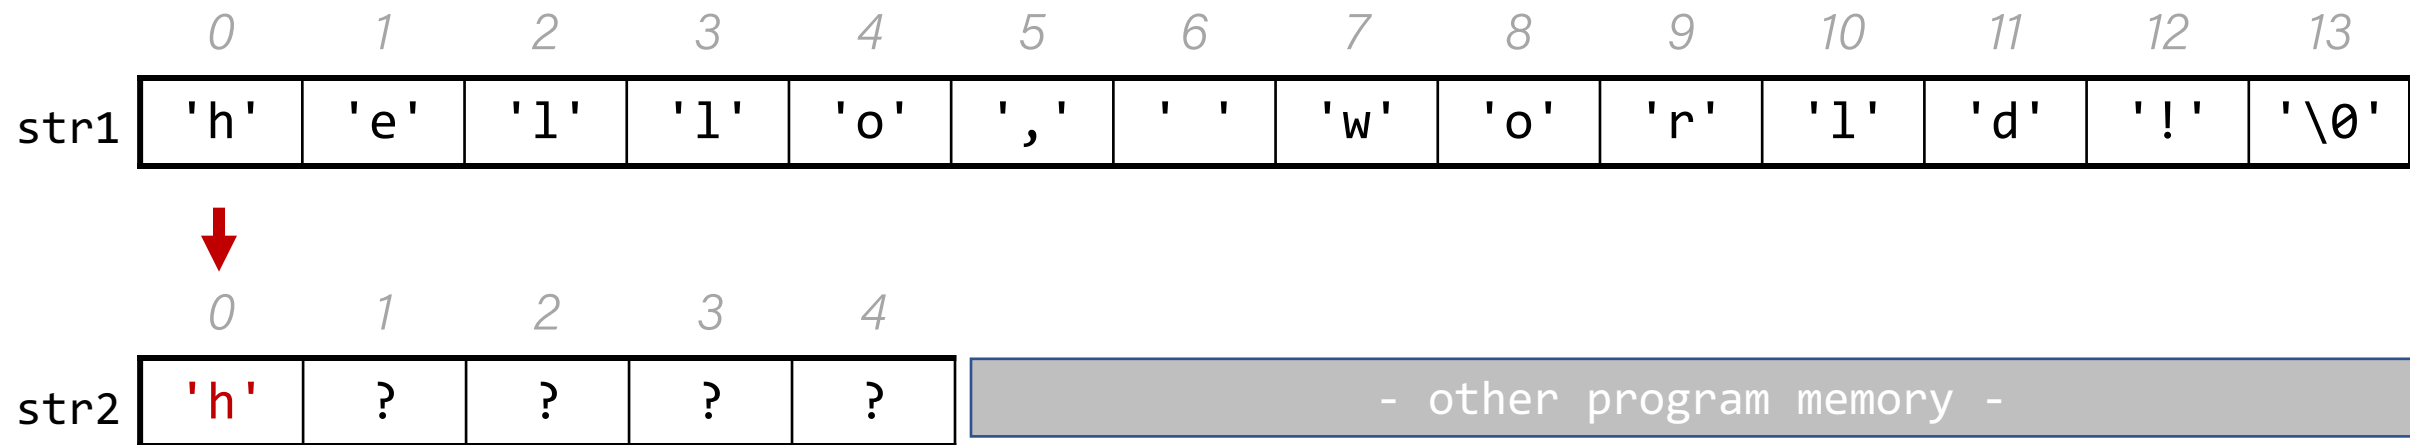 0 1 2 3 4 5 6 7 8 9 10 11 12 13
str1 'h' 'e' 'l' 'l' 'o' ',' ' ' 'w' 'o' 'r' 'l' 'd' '!' '\0'
0 1 2 3 4
str2 'h' ? ? ? ? - other program memory -